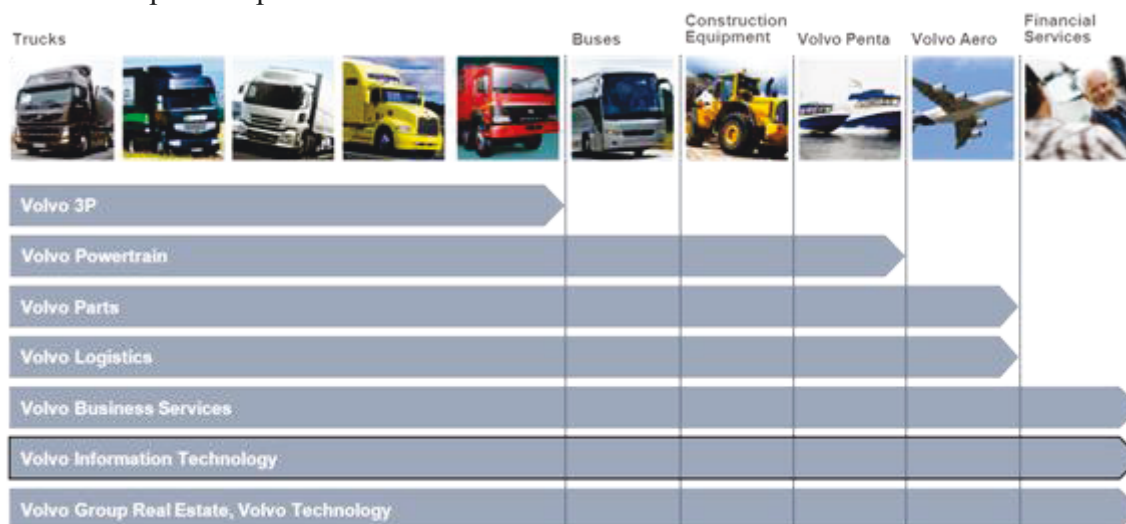 Trucks
Buses
Construction
Equipment
Volvo Penta
Volvo Aero
Financial
Services
Volvo 3P
Volvo Powertrain
Volvo Parts
Volvo Logistics
Volvo Business Services
Volvo Information Technology
Volvo Group Real Estate, Volvo Technology